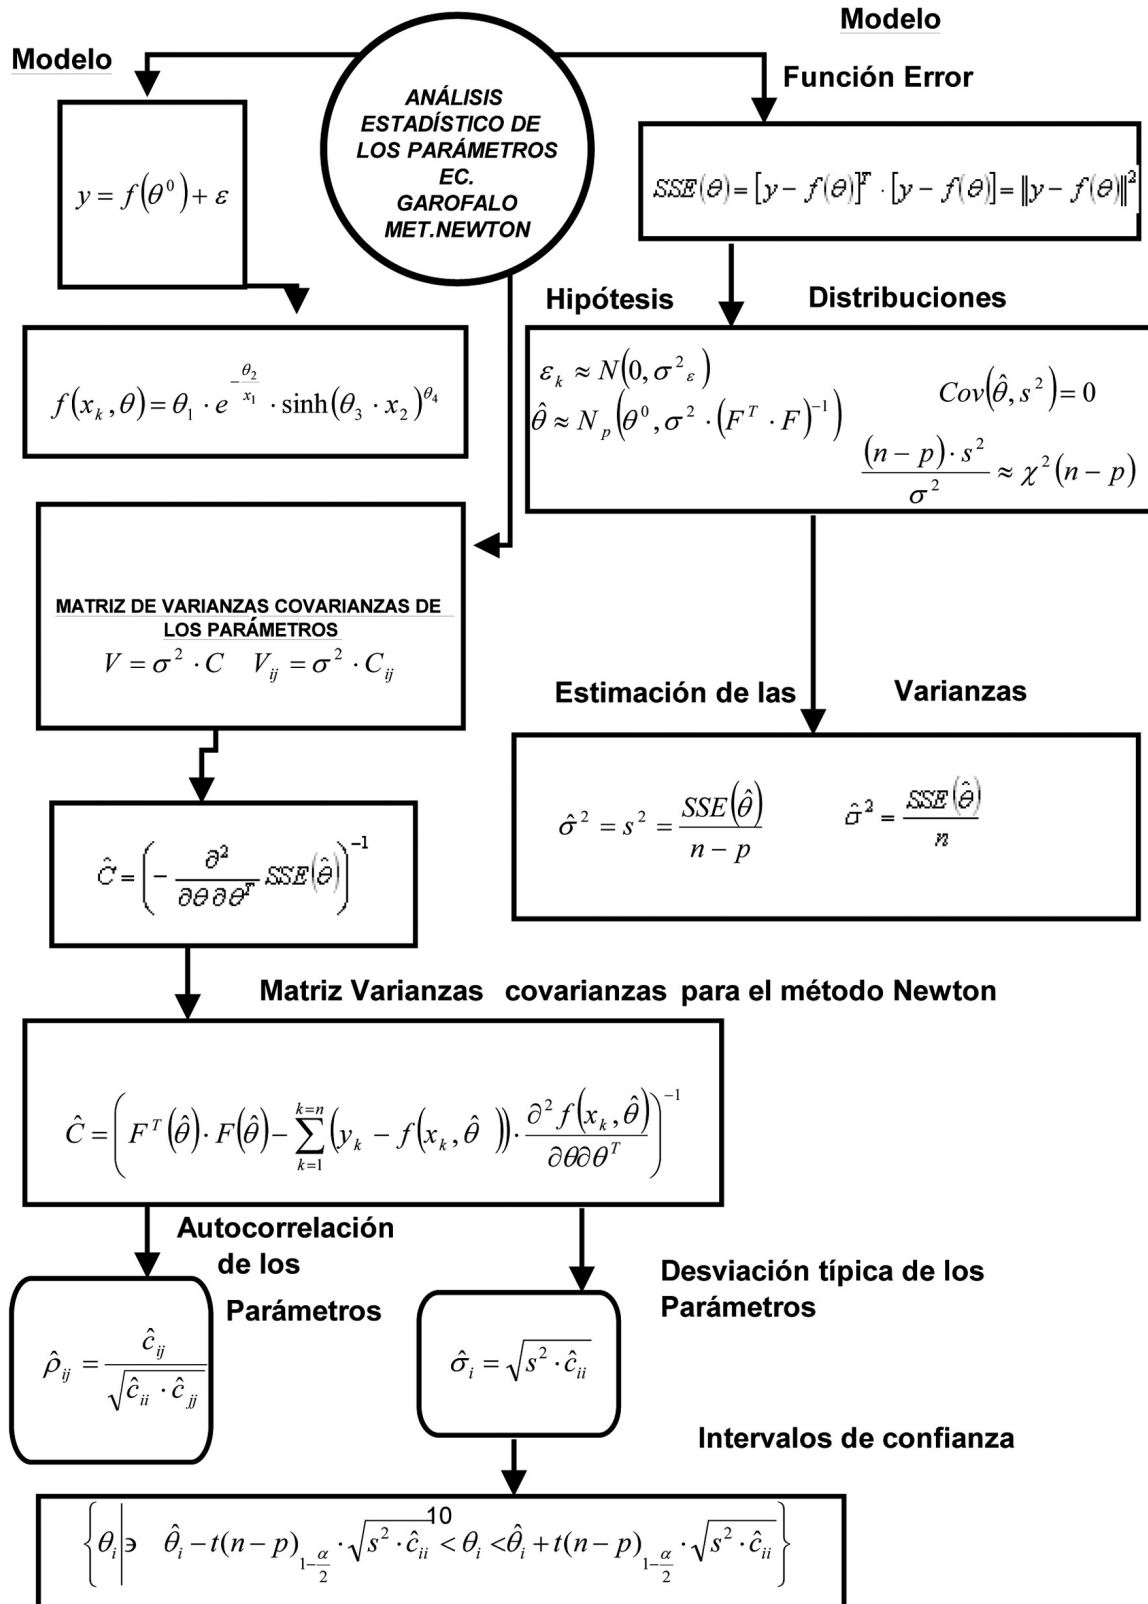 Modelo
Modelo
Función Error
ANÁLISIS
ESTADÍSTICO DE
LOS PARÁMETROS
EC.
GAROFALO
MET.NEWTON
y = f(θ⁰) + ε
SSE(θ) = [y − f(θ)]ᵀ · [y − f(θ)] = ‖y − f(θ)‖²
Hipótesis
Distribuciones
f(x_k, θ) = θ₁ · e^(−θ₂/x₁) · sinh(θ₃ · x₂)^θ₄
ε_k ≈ N(0, σ²_ε)
θ̂ ≈ N_p(θ⁰, σ² · (Fᵀ · F)⁻¹)
Cov(θ̂, s²) = 0
(n − p) · s² / σ² ≈ χ²(n − p)
MATRIZ DE VARIANZAS COVARIANZAS DE
LOS PARÁMETROS
V = σ² · C V_ij = σ² · C_ij
Estimación de las
Varianzas
σ̂² = s² = SSE(θ̂) / (n − p)
σ̂² = SSE(θ̂) / n
Ĉ = (− ∂² / ∂θ∂θᵀ SSE(θ̂))⁻¹
Matriz Varianzas covarianzas para el método Newton
Ĉ = (Fᵀ(θ̂) · F(θ̂) − ∑_{k=1}^{k=n} (y_k − f(x_k, θ̂ )) · ∂²f(x_k, θ̂) / ∂θ∂θᵀ)⁻¹
Autocorrelación
de los
Parámetros
Desviación típica de los
Parámetros
ρ̂_ij = ĉ_ij / √(ĉ_ii · ĉ_jj)
σ̂_i = √(s² · ĉ_ii)
Intervalos de confianza
10
{θ_i | ∍ θ̂_i − t(n − p)_{1−α/2} · √(s² · ĉ_ii) < θ_i < θ̂_i + t(n − p)_{1−α/2} · √(s² · ĉ_ii)}